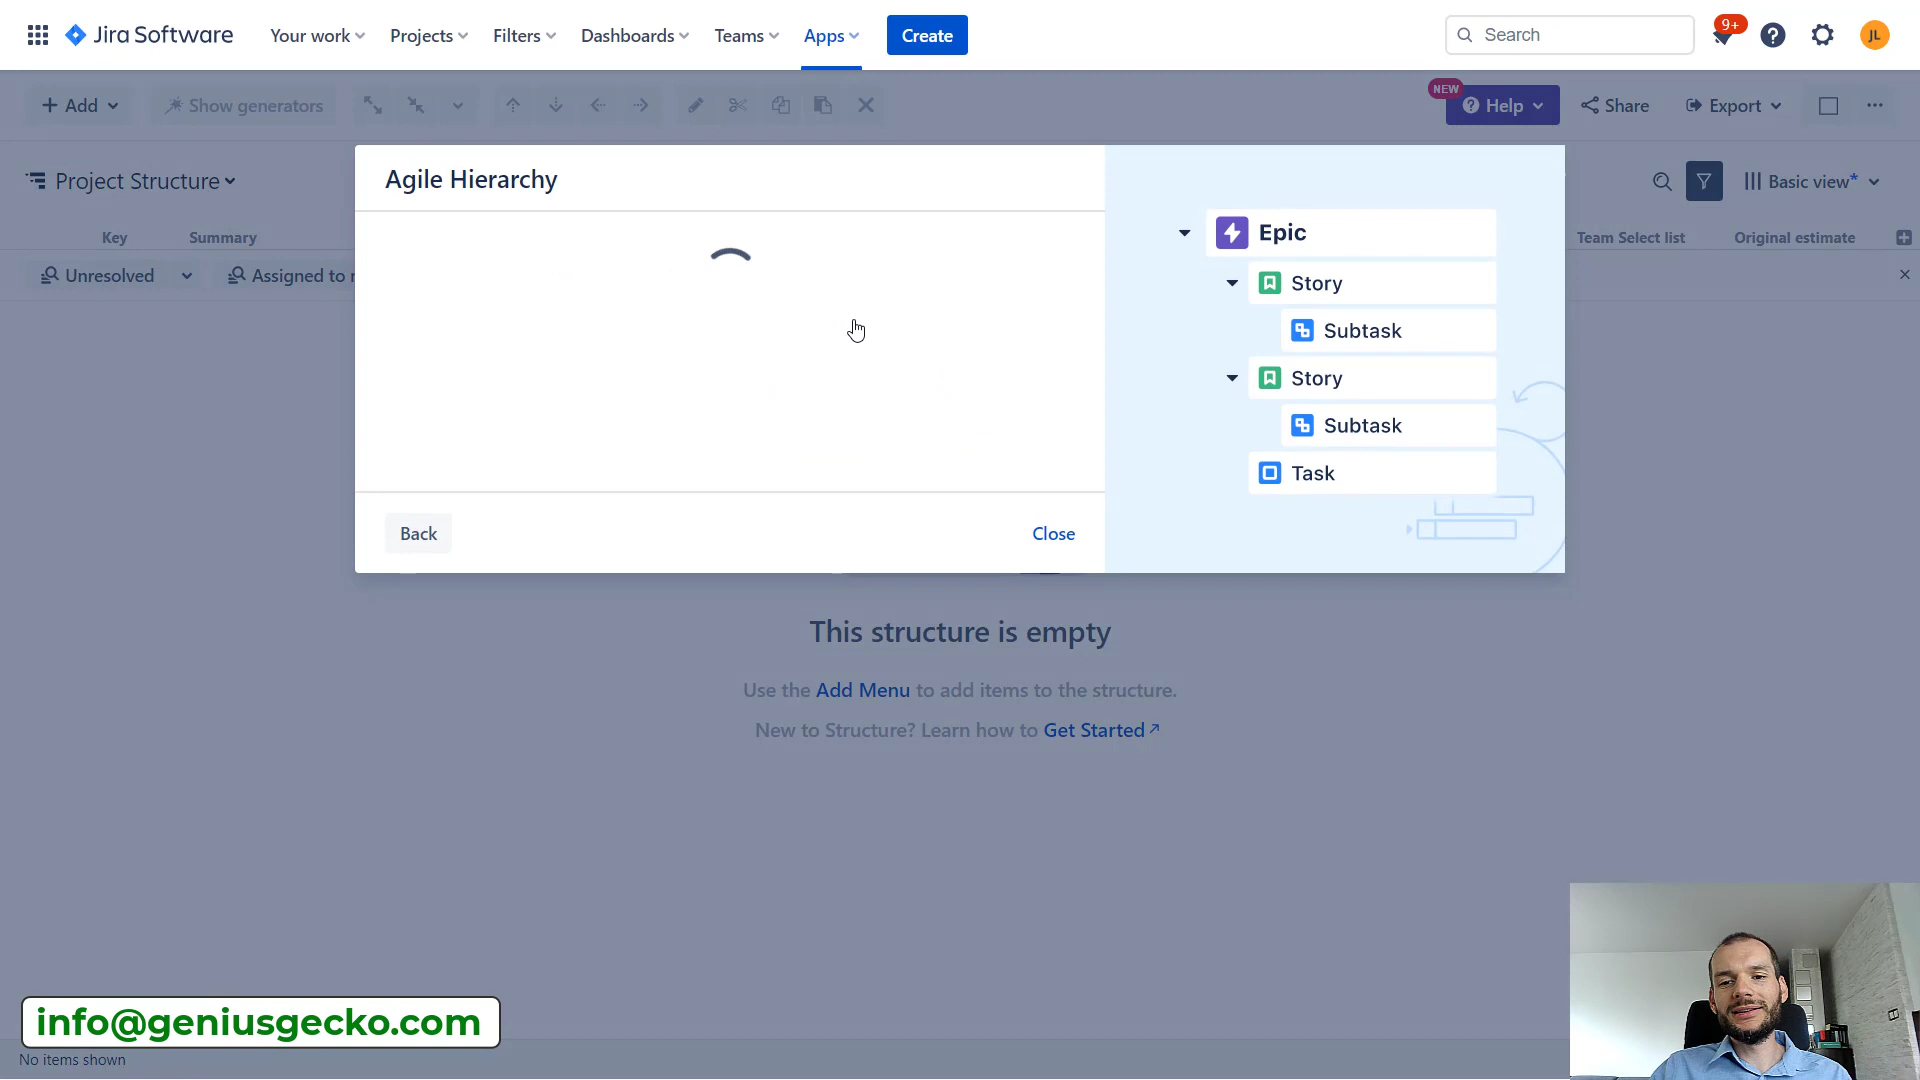 Jira Software
Your work
Projects
Filters
Dashboards
Teams
Apps
Create
Search
9+
JL
Add
Show generators
NEW
Help
Share
Export
Project Structure
Basic view*
Key
Summary
Team Select list
Original estimate
Unresolved
Assigned to
Agile Hierarchy
Back
Close
Epic
Story
Subtask
Story
Subtask
Task
This structure is empty
Use the Add Menu to add items to the structure.
New to Structure? Learn how to Get Started
info@geniusgecko.com
No items shown